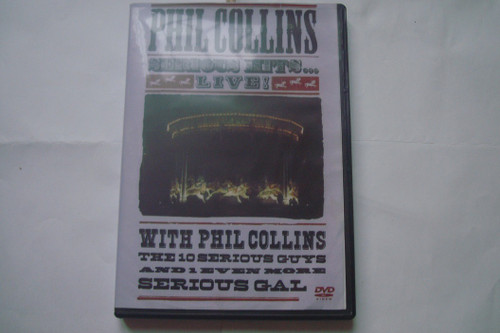 PHIL COLLINS
SERIOUS HITS...
LIVE!
WITH PHIL COLLINS
THE 10 SERIOUS GUYS
AND 1 EVEN MORE
SERIOUS GAL
DVD
VIDEO